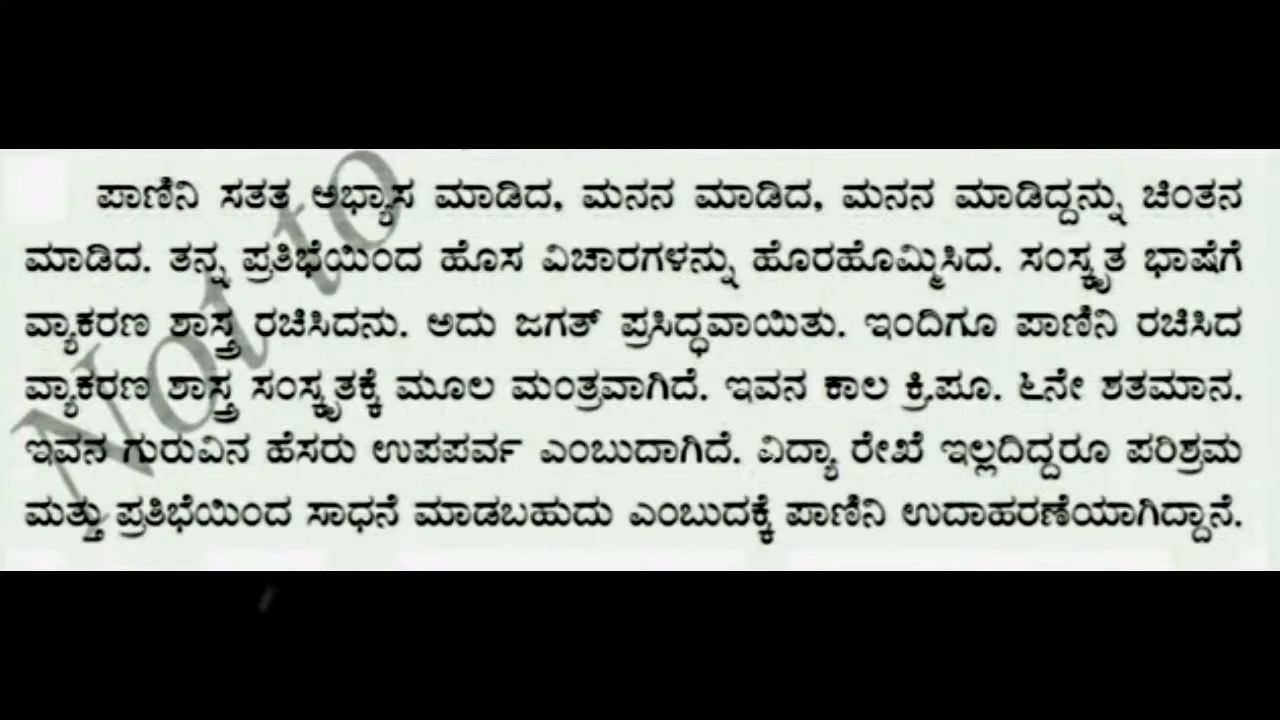 ಪಾಣಿನಿ ಸತತ ಅಭ್ಯಾಸ ಮಾಡಿದ, ಮನನ ಮಾಡಿದ, ಮನನ ಮಾಡಿದ್ದನ್ನು ಚಿಂತನ
ಮಾಡಿದ. ತನ್ನ ಪ್ರತಿಭೆಯಿಂದ ಹೊಸ ವಿಚಾರಗಳನ್ನು ಹೊರಹೊಮ್ಮಿಸಿದ. ಸಂಸ್ಕೃತ ಭಾಷೆಗೆ
ವ್ಯಾಕರಣ ಶಾಸ್ತ್ರ ರಚಿಸಿದನು. ಅದು ಜಗತ್ ಪ್ರಸಿದ್ಧವಾಯಿತು. ಇಂದಿಗೂ ಪಾಣಿನಿ ರಚಿಸಿದ
ವ್ಯಾಕರಣ ಶಾಸ್ತ್ರ ಸಂಸ್ಕೃತಕ್ಕೆ ಮೂಲ ಮಂತ್ರವಾಗಿದೆ. ಇವನ ಕಾಲ ಕ್ರಿ.ಪೂ. ೬ನೇ ಶತಮಾನ.
ಇವನ ಗುರುವಿನ ಹೆಸರು ಉಪಪರ್ವ ಎಂಬುದಾಗಿದೆ. ವಿದ್ಯಾ ರೇಖೆ ಇಲ್ಲದಿದ್ದರೂ ಪರಿಶ್ರಮ
ಮತ್ತು ಪ್ರತಿಭೆಯಿಂದ ಸಾಧನೆ ಮಾಡಬಹುದು ಎಂಬುದಕ್ಕೆ ಪಾಣಿನಿ ಉದಾಹರಣೆಯಾಗಿದ್ದಾನೆ.
Not to